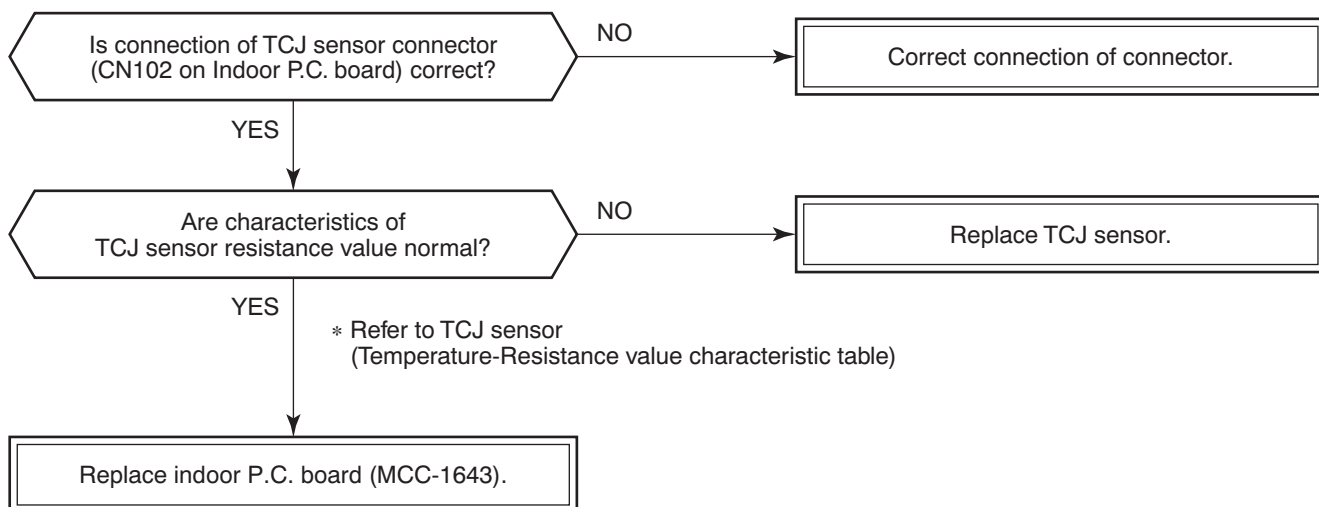 Is connection of TCJ sensor connector
(CN102 on Indoor P.C. board) correct?
NO
Correct connection of connector.
YES
Are characteristics of
TCJ sensor resistance value normal?
NO
Replace TCJ sensor.
YES
* Refer to TCJ sensor
(Temperature-Resistance value characteristic table)
Replace indoor P.C. board (MCC-1643).